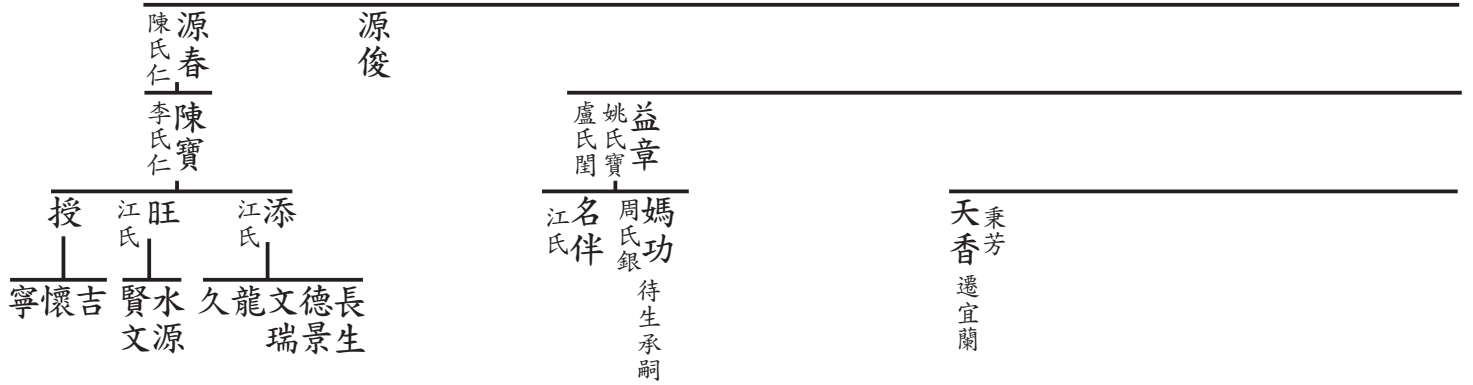 源俊
源春
陳氏仁
益章
姚氏寶
盧氏閏
陳寶
李氏仁
秉芳
天香
遷宜蘭
媽功
周氏銀
待生承嗣
名伴
江氏
添
江氏
旺
江氏
授
長生
德景
文瑞
龍
久
水源
賢文
吉
懷
寧